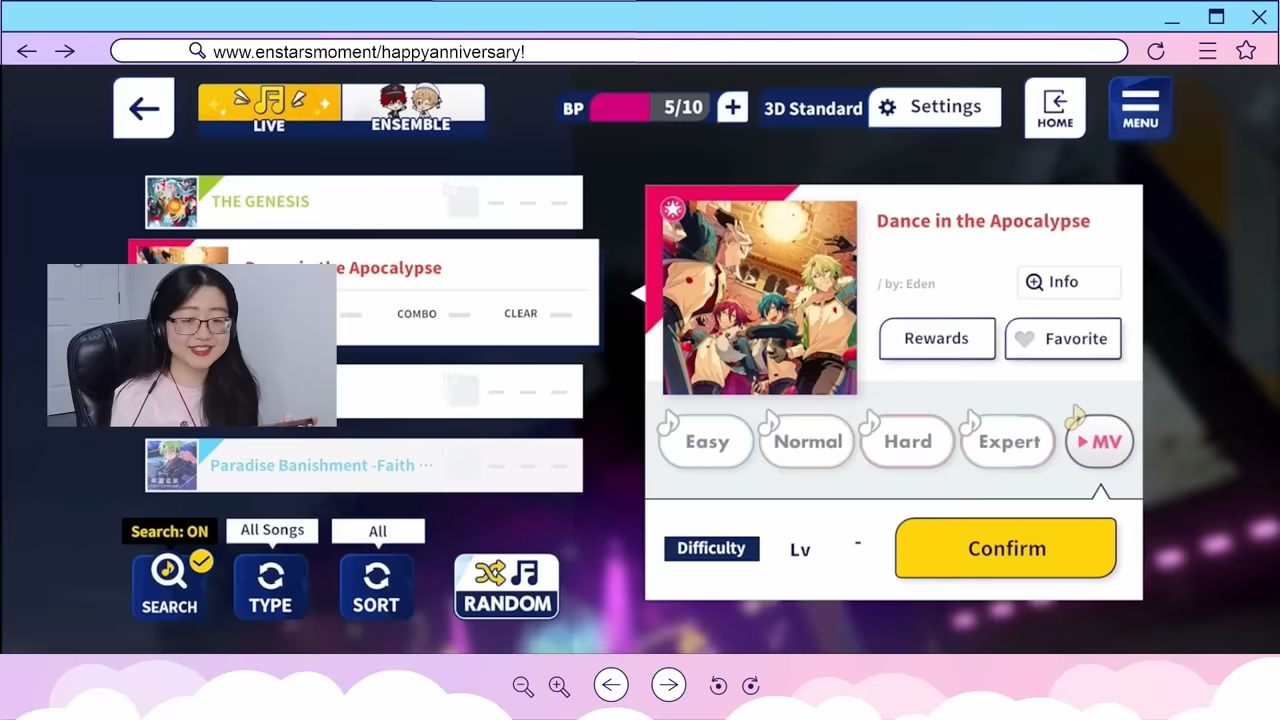 www.enstarsmoment/happyanniversary!
LIVE
ENSEMBLE
BP
5/10
3D Standard
Settings
HOME
MENU
THE GENESIS
e Apocalypse
COMBO
CLEAR
Paradise Banishment -Faith ⋯
Search: ON
All Songs
All
SEARCH
TYPE
SORT
RANDOM
Dance in the Apocalypse
/ by: Eden
Info
Rewards
Favorite
Easy
Normal
Hard
Expert
MV
Difficulty
Lv
-
Confirm